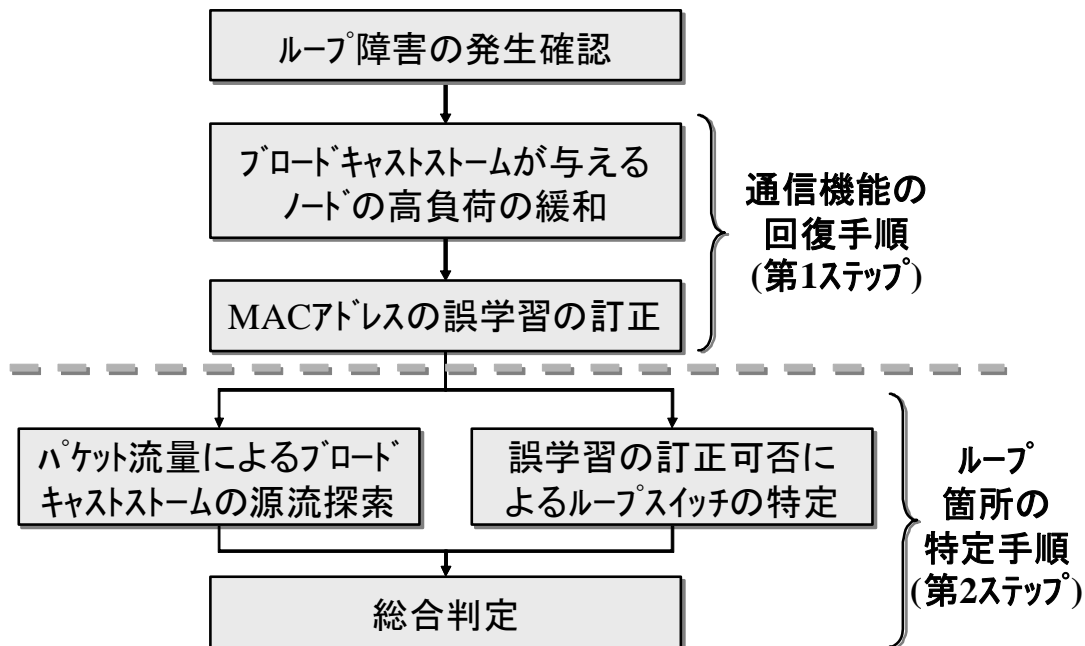 ループ障害の発生確認
ブロードキャストストームが与える
ノードの高負荷の緩和
MACアドレスの誤学習の訂正
通信機能の
回復手順
(第1ステップ)
パケット流量によるブロード
キャストストームの源流探索
誤学習の訂正可否に
よるループスイッチの特定
総合判定
ループ
箇所の
特定手順
(第2ステップ)